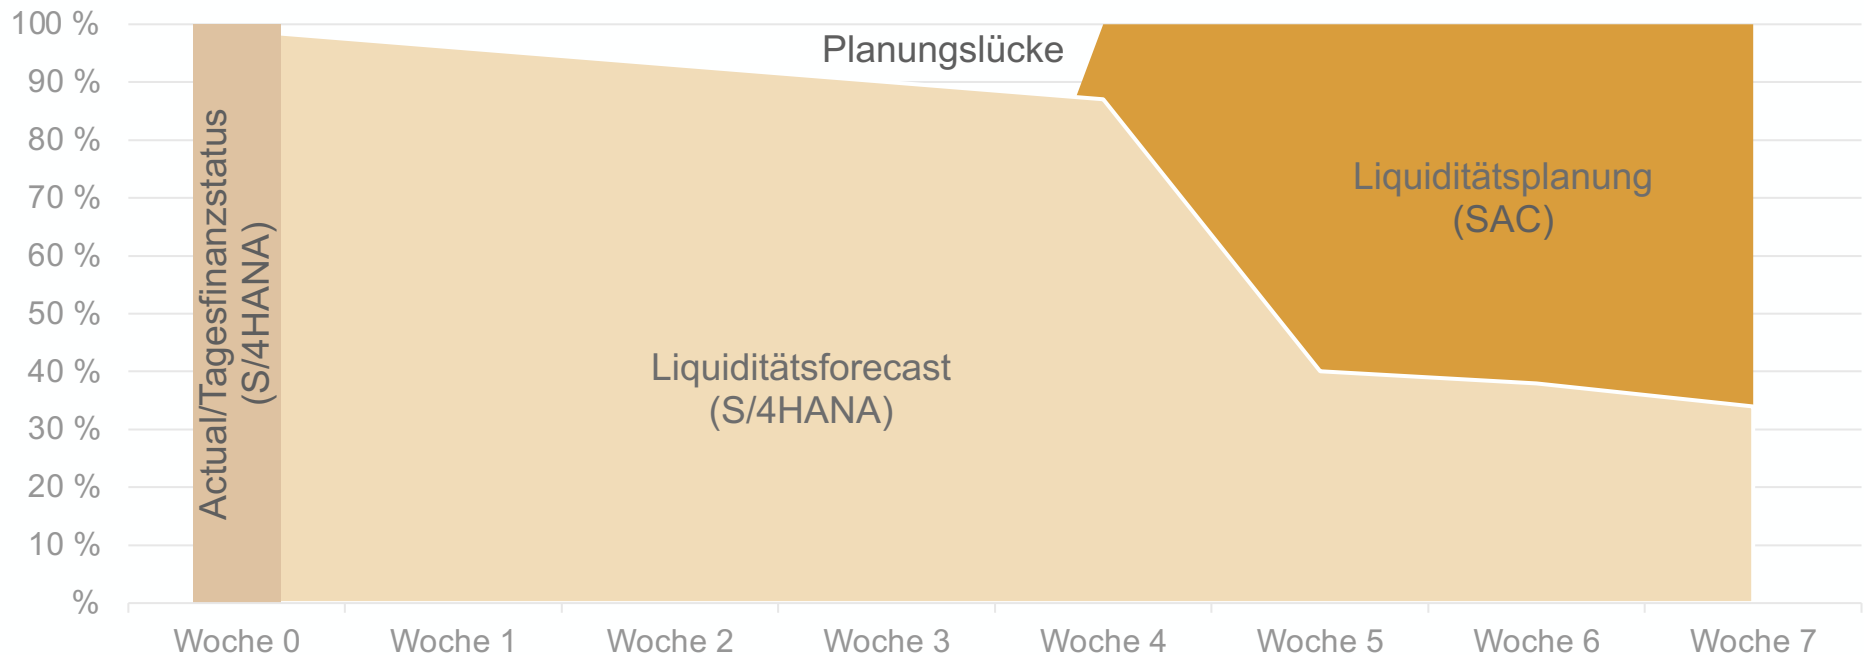 100 %
90 %
80 %
70 %
60 %
50 %
40 %
30 %
20 %
10 %
%
Actual/Tagesfinanzstatus
(S/4HANA)
Planungslücke
Liquiditätsforecast
(S/4HANA)
Liquiditätsplanung
(SAC)
Woche 0
Woche 1
Woche 2
Woche 3
Woche 4
Woche 5
Woche 6
Woche 7